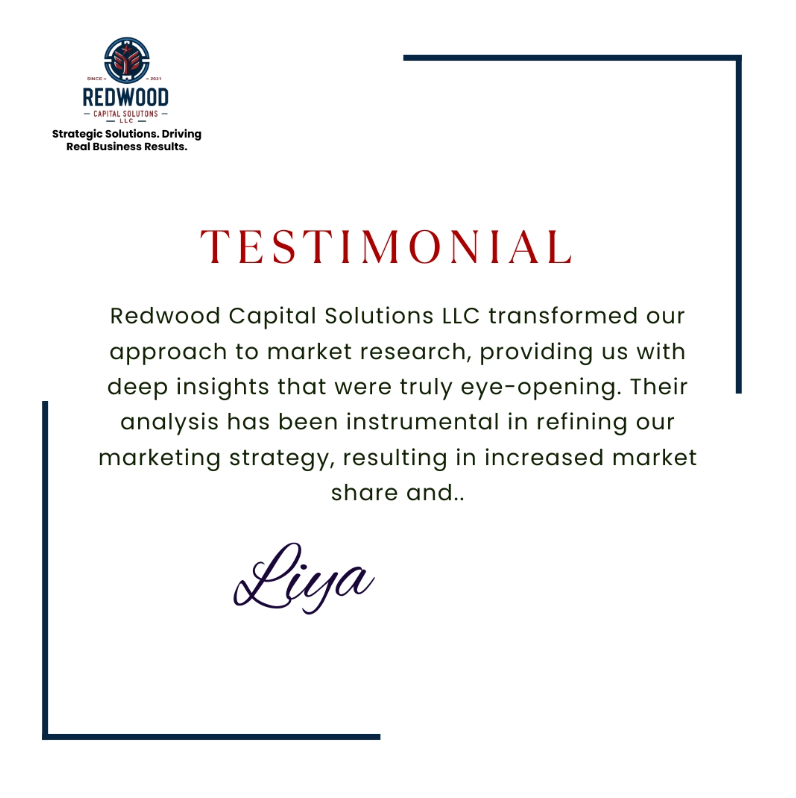 SINCE • • 2021
REDWOOD
— CAPITAL SOLUTONS —
— LLC —
Strategic Solutions. Driving
Real Business Results.
TESTIMONIAL
Redwood Capital Solutions LLC transformed our
approach to market research, providing us with
deep insights that were truly eye-opening. Their
analysis has been instrumental in refining our
marketing strategy, resulting in increased market
share and..
Liya